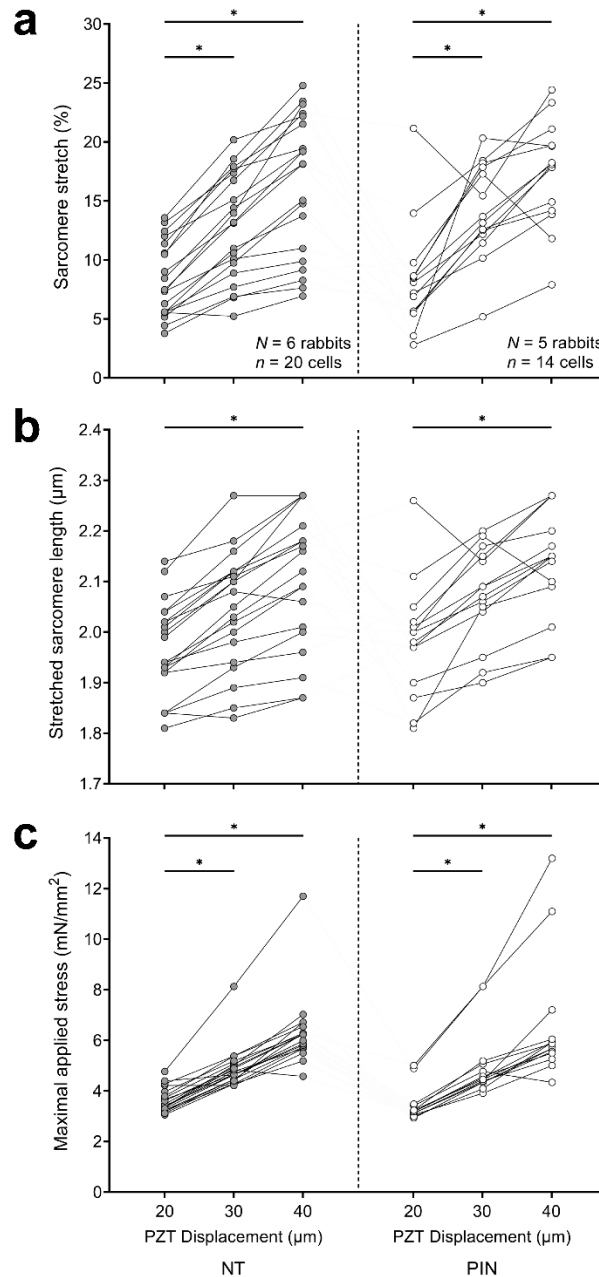 a
Sarcomere stretch (%)
30
25
20
15
10
5
0
*
*
*
*
N = 6 rabbits
n = 20 cells
N = 5 rabbits
n = 14 cells
b
Stretched sarcomere length (µm)
2.4
2.3
2.2
2.1
2.0
1.9
1.8
1.7
*
*
c
Maximal applied stress (mN/mm²)
14
12
10
8
6
4
2
0
*
*
*
*
20 30 40 20 30 40
PZT Displacement (µm) PZT Displacement (µm)
NT PIN